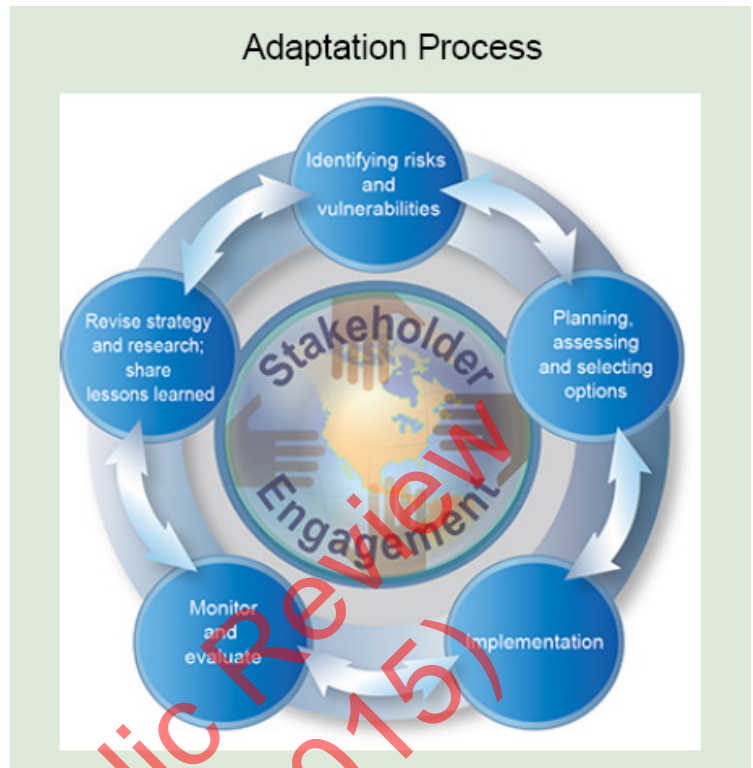 Adaptation Process
Identifying risks
and
vulnerabilities
Planning,
assessing
and selecting
options
Implementation
Monitor
and
evaluate
Revise strategy
and research;
share
lessons learned
Stakeholder
Engagement
Review
2015)